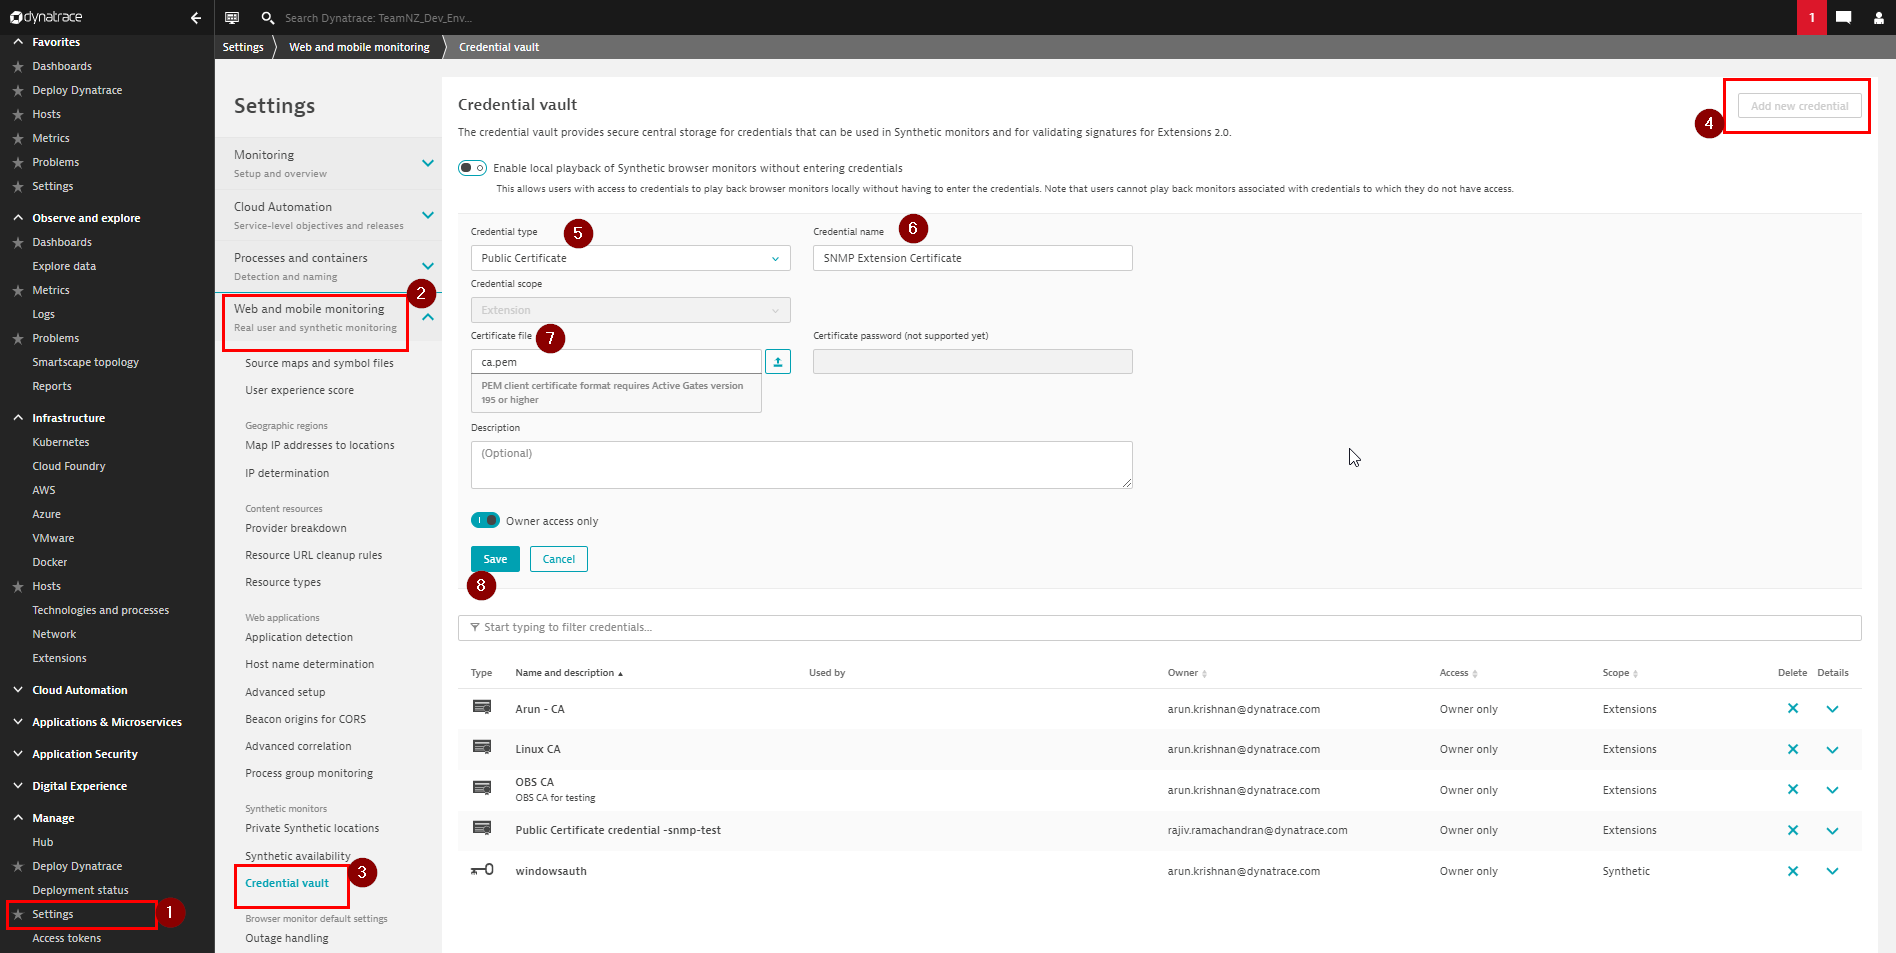 dynatrace
Search Dynatrace: TeamNZ_Dev_Env...
1
Favorites
Dashboards
Deploy Dynatrace
Hosts
Metrics
Problems
Settings
Observe and explore
Dashboards
Explore data
Metrics
Logs
Problems
Smartscape topology
Reports
Infrastructure
Kubernetes
Cloud Foundry
AWS
Azure
VMware
Docker
Hosts
Technologies and processes
Network
Extensions
Cloud Automation
Applications & Microservices
Application Security
Digital Experience
Manage
Hub
Deploy Dynatrace
Deployment status
Settings
1
Access tokens
Settings
Web and mobile monitoring
Credential vault
Settings
Monitoring
Setup and overview
Cloud Automation
Service-level objectives and releases
Processes and containers
Detection and naming
2
Web and mobile monitoring
Real user and synthetic monitoring
Source maps and symbol files
User experience score
Geographic regions
Map IP addresses to locations
IP determination
Content resources
Provider breakdown
Resource URL cleanup rules
Resource types
Web applications
Application detection
Host name determination
Advanced setup
Beacon origins for CORS
Advanced correlation
Process group monitoring
Synthetic monitors
Private Synthetic locations
Synthetic availability
Credential vault
3
Browser monitor default settings
Outage handling
Credential vault
Add new credential
4
The credential vault provides secure central storage for credentials that can be used in Synthetic monitors and for validating signatures for Extensions 2.0.
Enable local playback of Synthetic browser monitors without entering credentials
This allows users with access to credentials to play back browser monitors locally without having to enter the credentials. Note that users cannot play back monitors associated with credentials to which they do not have access.
Credential type 5
Credential name 6
Public Certificate
SNMP Extension Certificate
Credential scope
Extension
Certificate file 7
Certificate password (not supported yet)
ca.pem
PEM client certificate format requires Active Gates version
195 or higher
Description
(Optional)
Owner access only
Save
Cancel
8
Start typing to filter credentials...
Type Name and description Used by Owner Access Scope Delete Details
Arun - CA arun.krishnan@dynatrace.com Owner only Extensions
Linux CA arun.krishnan@dynatrace.com Owner only Extensions
OBS CA arun.krishnan@dynatrace.com Owner only Extensions
OBS CA for testing
Public Certificate credential -snmp-test rajiv.ramachandran@dynatrace.com Owner only Extensions
windowsauth arun.krishnan@dynatrace.com Owner only Synthetic